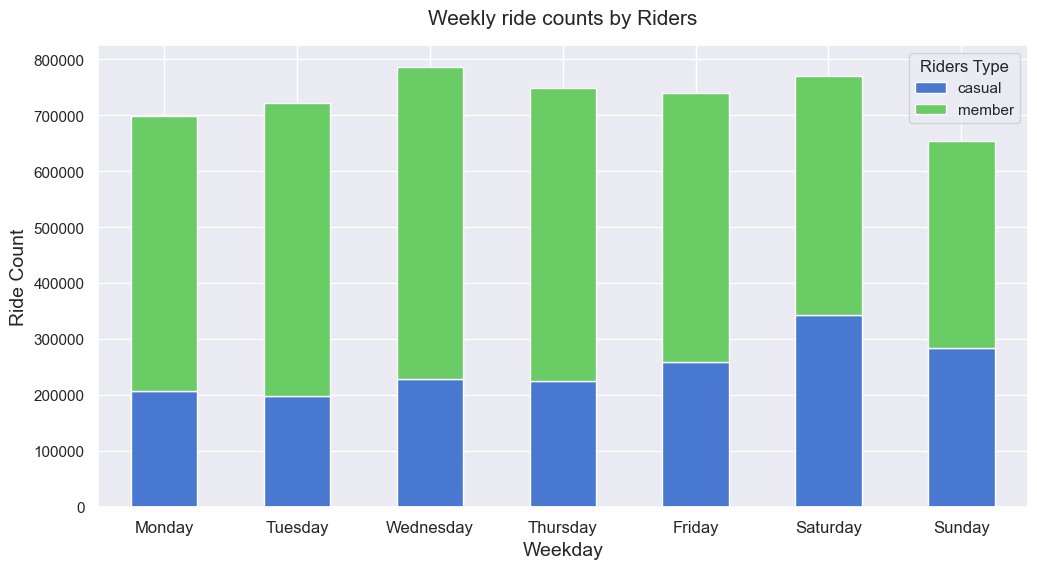 Weekly ride counts by Riders
Riders Type
casual
member
Ride Count
800000
700000
600000
500000
400000
300000
200000
100000
0
Monday Tuesday Wednesday Thursday Friday Saturday Sunday
Weekday